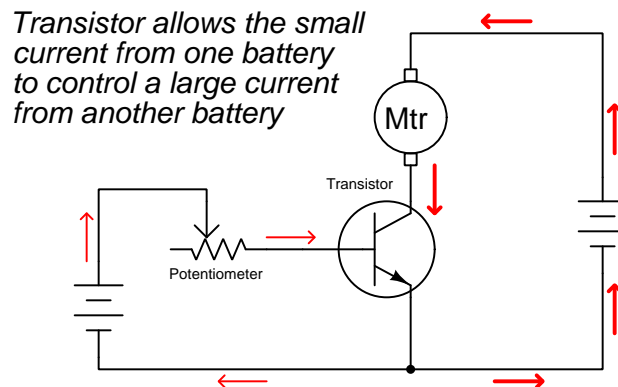 Transistor allows the small
current from one battery
to control a large current
from another battery
Mtr
Transistor
Potentiometer